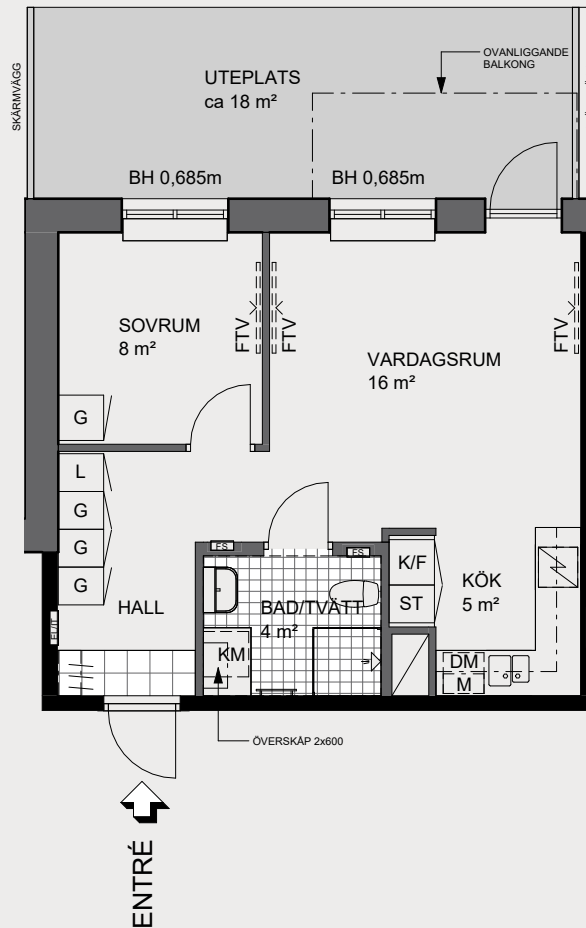 SKÄRMVÄGG
UTEPLATS
ca 18 m²
OVANLIGGANDE
BALKONG
BH 0,685m
BH 0,685m
SOVRUM
8 m²
FTV
FTV
VARDAGSRUM
16 m²
FTV
G
L
G
G
G
HALL
EL/IT
FS
FS
BAD/TVÄTT
4 m²
KM
K/F
ST
KÖK
5 m²
DM
M
ÖVERSKÅP 2x600
ENTRÉ